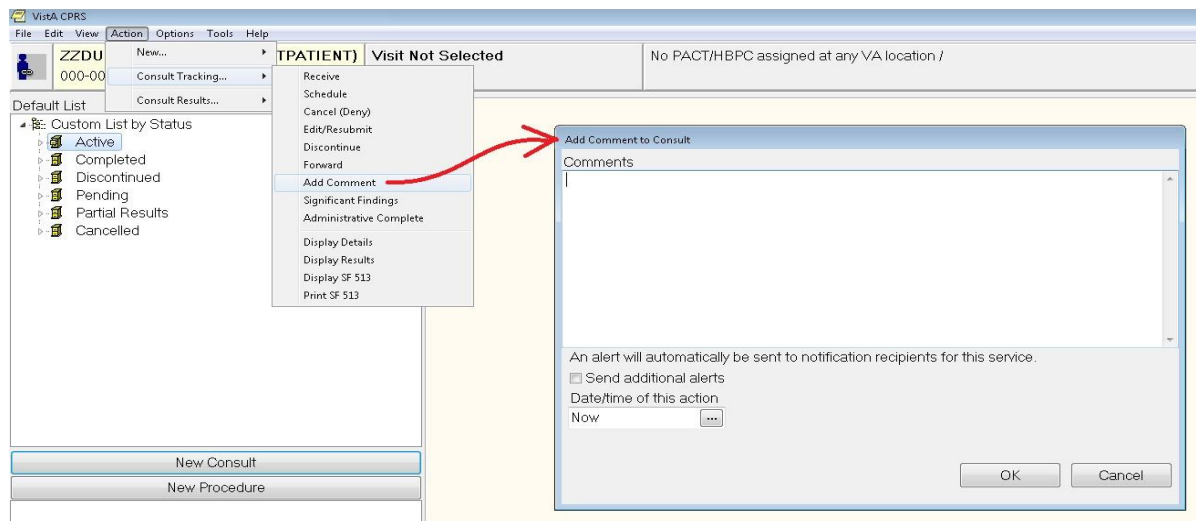 VistA CPRS
File Edit View Action Options Tools Help
ZZDU
000-00
TPATIENT)
Visit Not Selected
No PACT/HBPC assigned at any VA location /
New...
Consult Tracking...
Consult Results...
Receive
Schedule
Cancel (Deny)
Edit/Resubmit
Discontinue
Forward
Add Comment
Significant Findings
Administrative Complete
Display Details
Display Results
Display SF 513
Print SF 513
Default List
Custom List by Status
Active
Completed
Discontinued
Pending
Partial Results
Cancelled
New Consult
New Procedure
Add Comment to Consult
Comments
An alert will automatically be sent to notification recipients for this service.
Send additional alerts
Date/time of this action
Now ...
OK Cancel